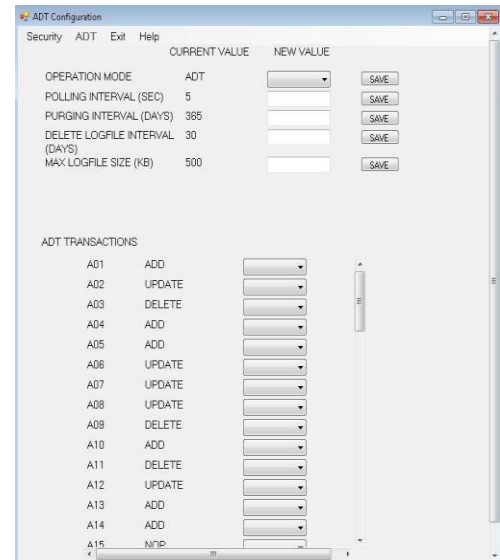 ADT Configuration
Security ADT Exit Help
CURRENT VALUE NEW VALUE
OPERATION MODE ADT SAVE
POLLING INTERVAL (SEC) 5 SAVE
PURGING INTERVAL (DAYS) 365 SAVE
DELETE LOGFILE INTERVAL 30 SAVE
(DAYS)
MAX LOGFILE SIZE (KB) 500 SAVE
ADT TRANSACTIONS
A01 ADD
A02 UPDATE
A03 DELETE
A04 ADD
A05 ADD
A06 UPDATE
A07 UPDATE
A08 UPDATE
A09 DELETE
A10 ADD
A11 DELETE
A12 UPDATE
A13 ADD
A14 ADD
A15 NOP